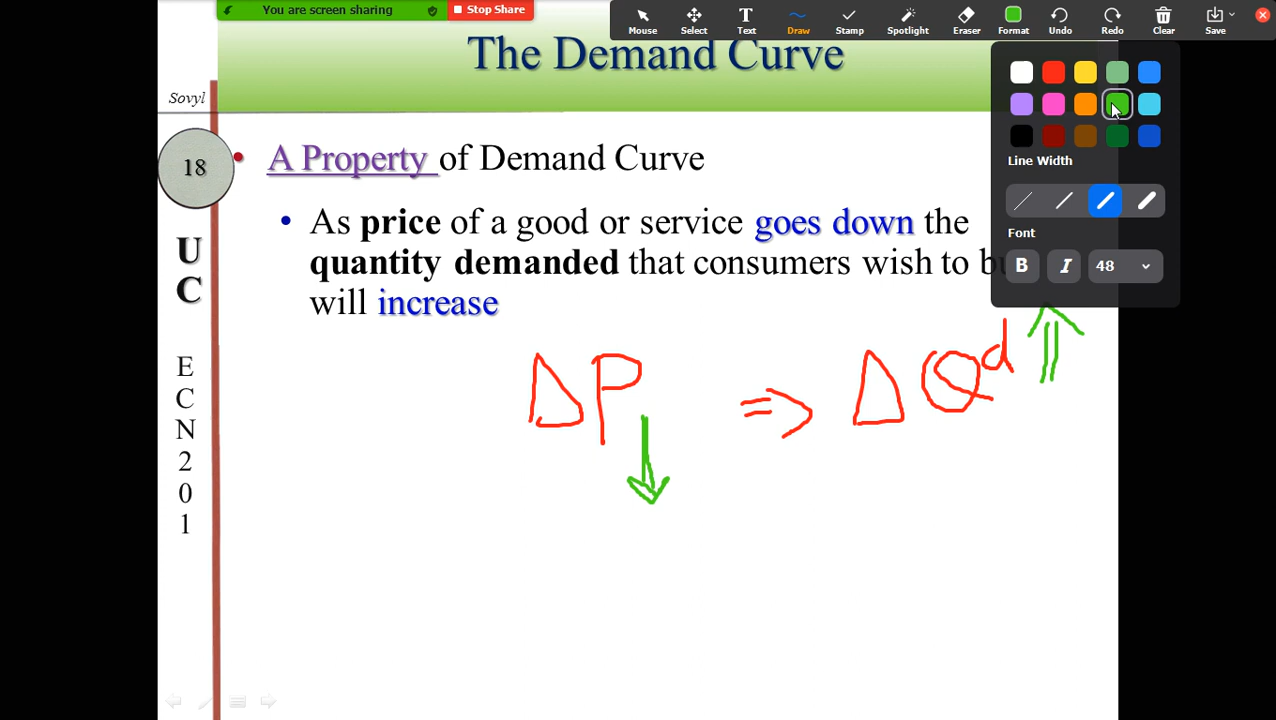 You are screen sharing
Stop Share
Mouse
Select
Text
Draw
Stamp
Spotlight
Eraser
Format
Undo
Redo
Clear
Save
The Demand Curve
Sovyl
18
U
C
E
C
N
2
0
1
A Property of Demand Curve
As price of a good or service goes down the
quantity demanded that consumers wish to
will increase
ΔP ↓ => ΔQd ⇑
Line Width
Font
B
I
48